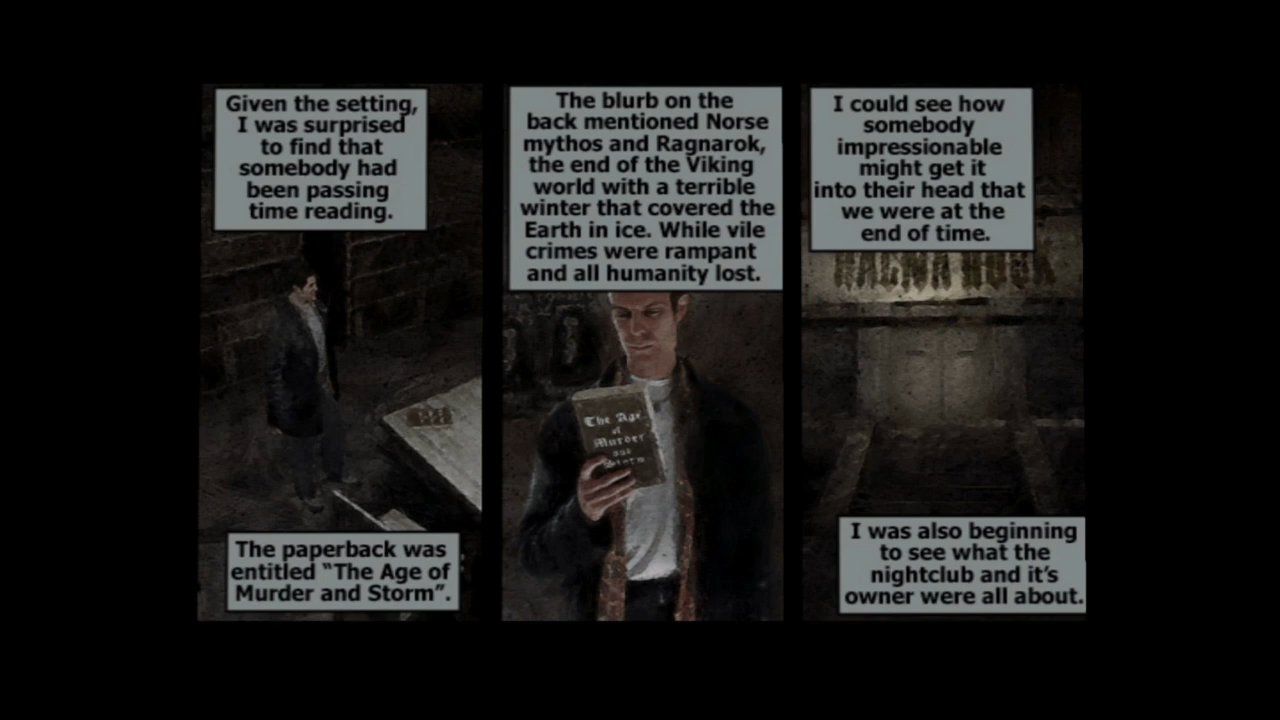 Given the setting,
I was surprised
to find that
somebody had
been passing
time reading.
The paperback was
entitled “The Age of
Murder and Storm”.
The blurb on the
back mentioned Norse
mythos and Ragnarok,
the end of the Viking
world with a terrible
winter that covered the
Earth in ice. While vile
crimes were rampant
and all humanity lost.
The Age
of
Murder
and
Storm
I could see how
somebody
impressionable
might get it
into their head that
we were at the
end of time.
RAGNA ROCK
I was also beginning
to see what the
nightclub and it’s
owner were all about.